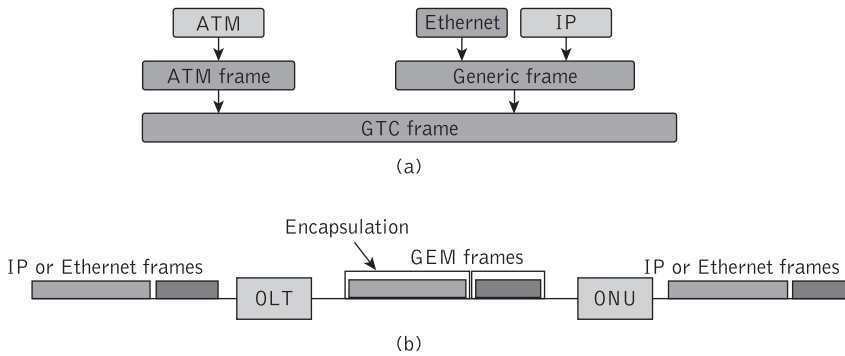 ATM
Ethernet
IP
ATM frame
Generic frame
GTC frame
(a)
Encapsulation
IP or Ethernet frames
GEM frames
IP or Ethernet frames
OLT
ONU
(b)